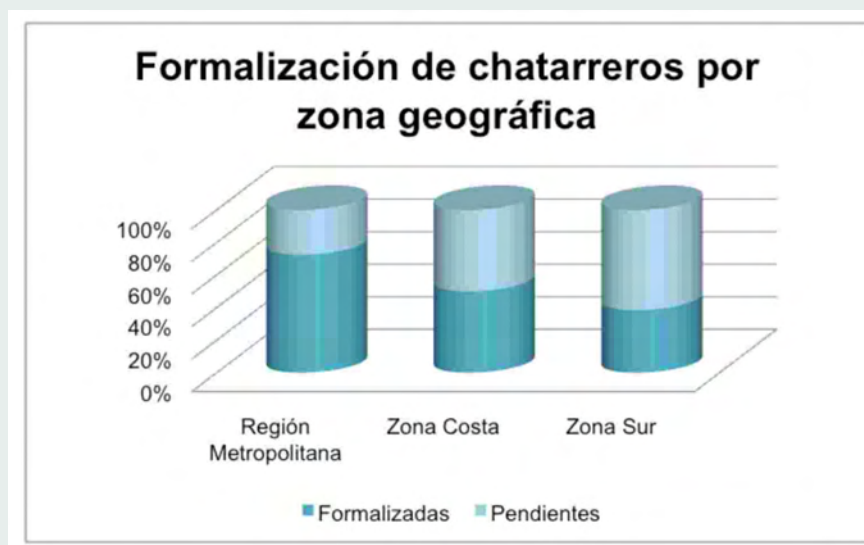 Formalización de chatarreros por
zona geográfica
100%
80%
60%
40%
20%
0%
Región
Metropolitana
Zona Costa
Zona Sur
Formalizadas
Pendientes